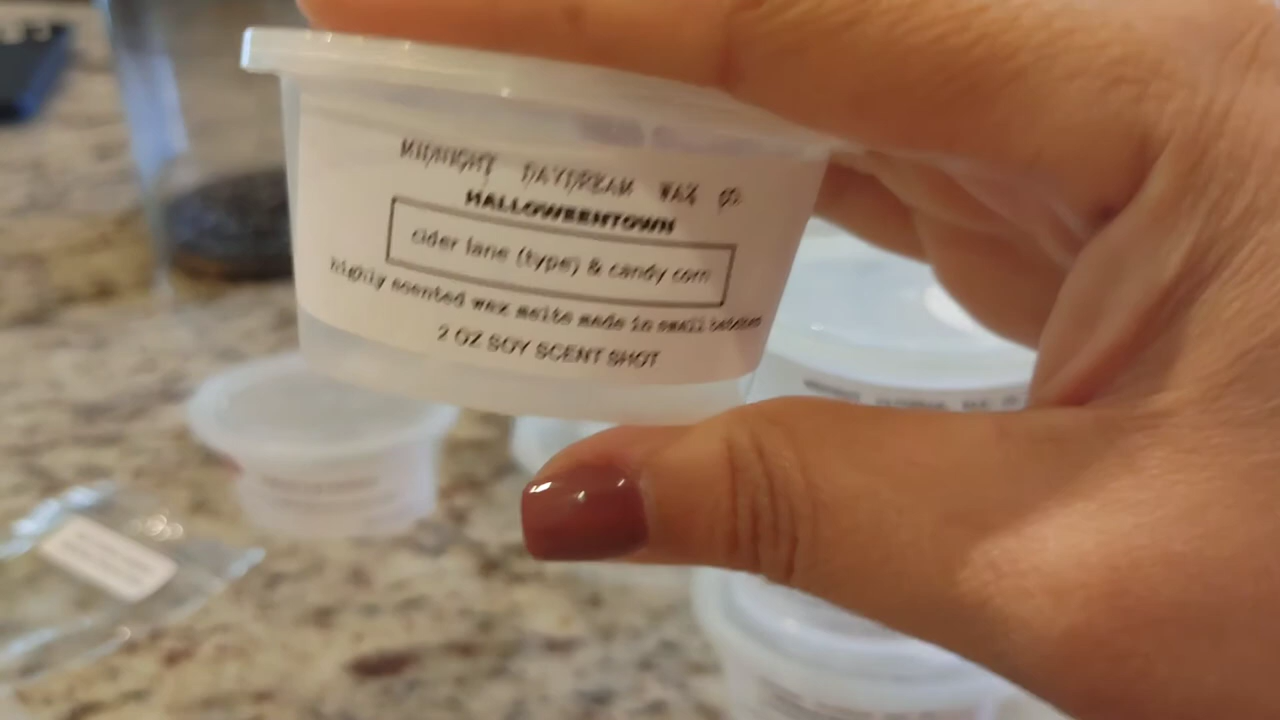 MIDNIGHT DAYDREAM WAX CO.
HALLOWEENTOWN
cider lane (type) & candy corn
highly scented wax melts made in small batches
2 OZ SOY SCENT SHOT